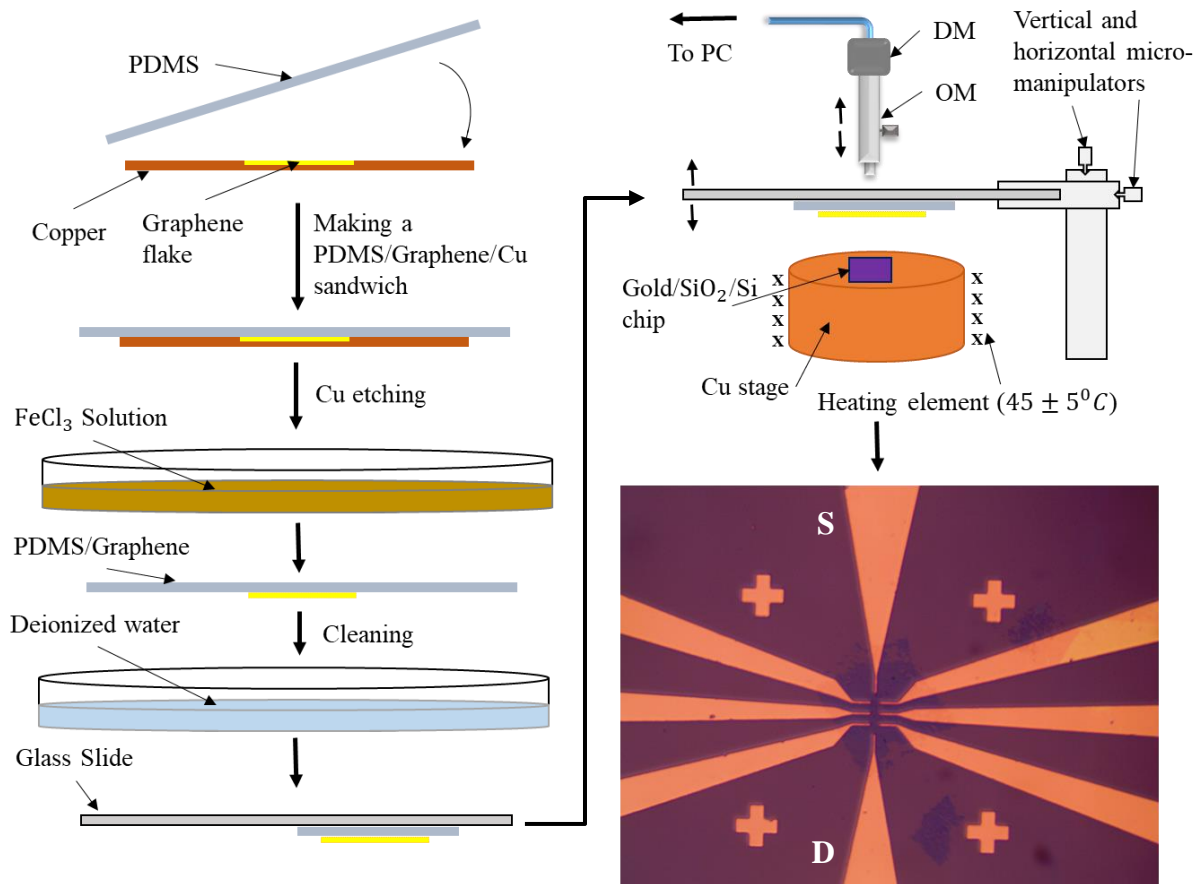 PDMS
Copper
Graphene
flake
Making a
PDMS/Graphene/Cu
sandwich
Cu etching
FeCl₃ Solution
PDMS/Graphene
Deionized water
Cleaning
Glass Slide
To PC
DM
OM
Vertical and
horizontal micro-
manipulators
Gold/SiO₂/Si
chip
x
x
x
x
x
x
x
x
Cu stage
Heating element (45 ± 5⁰C)
S
D